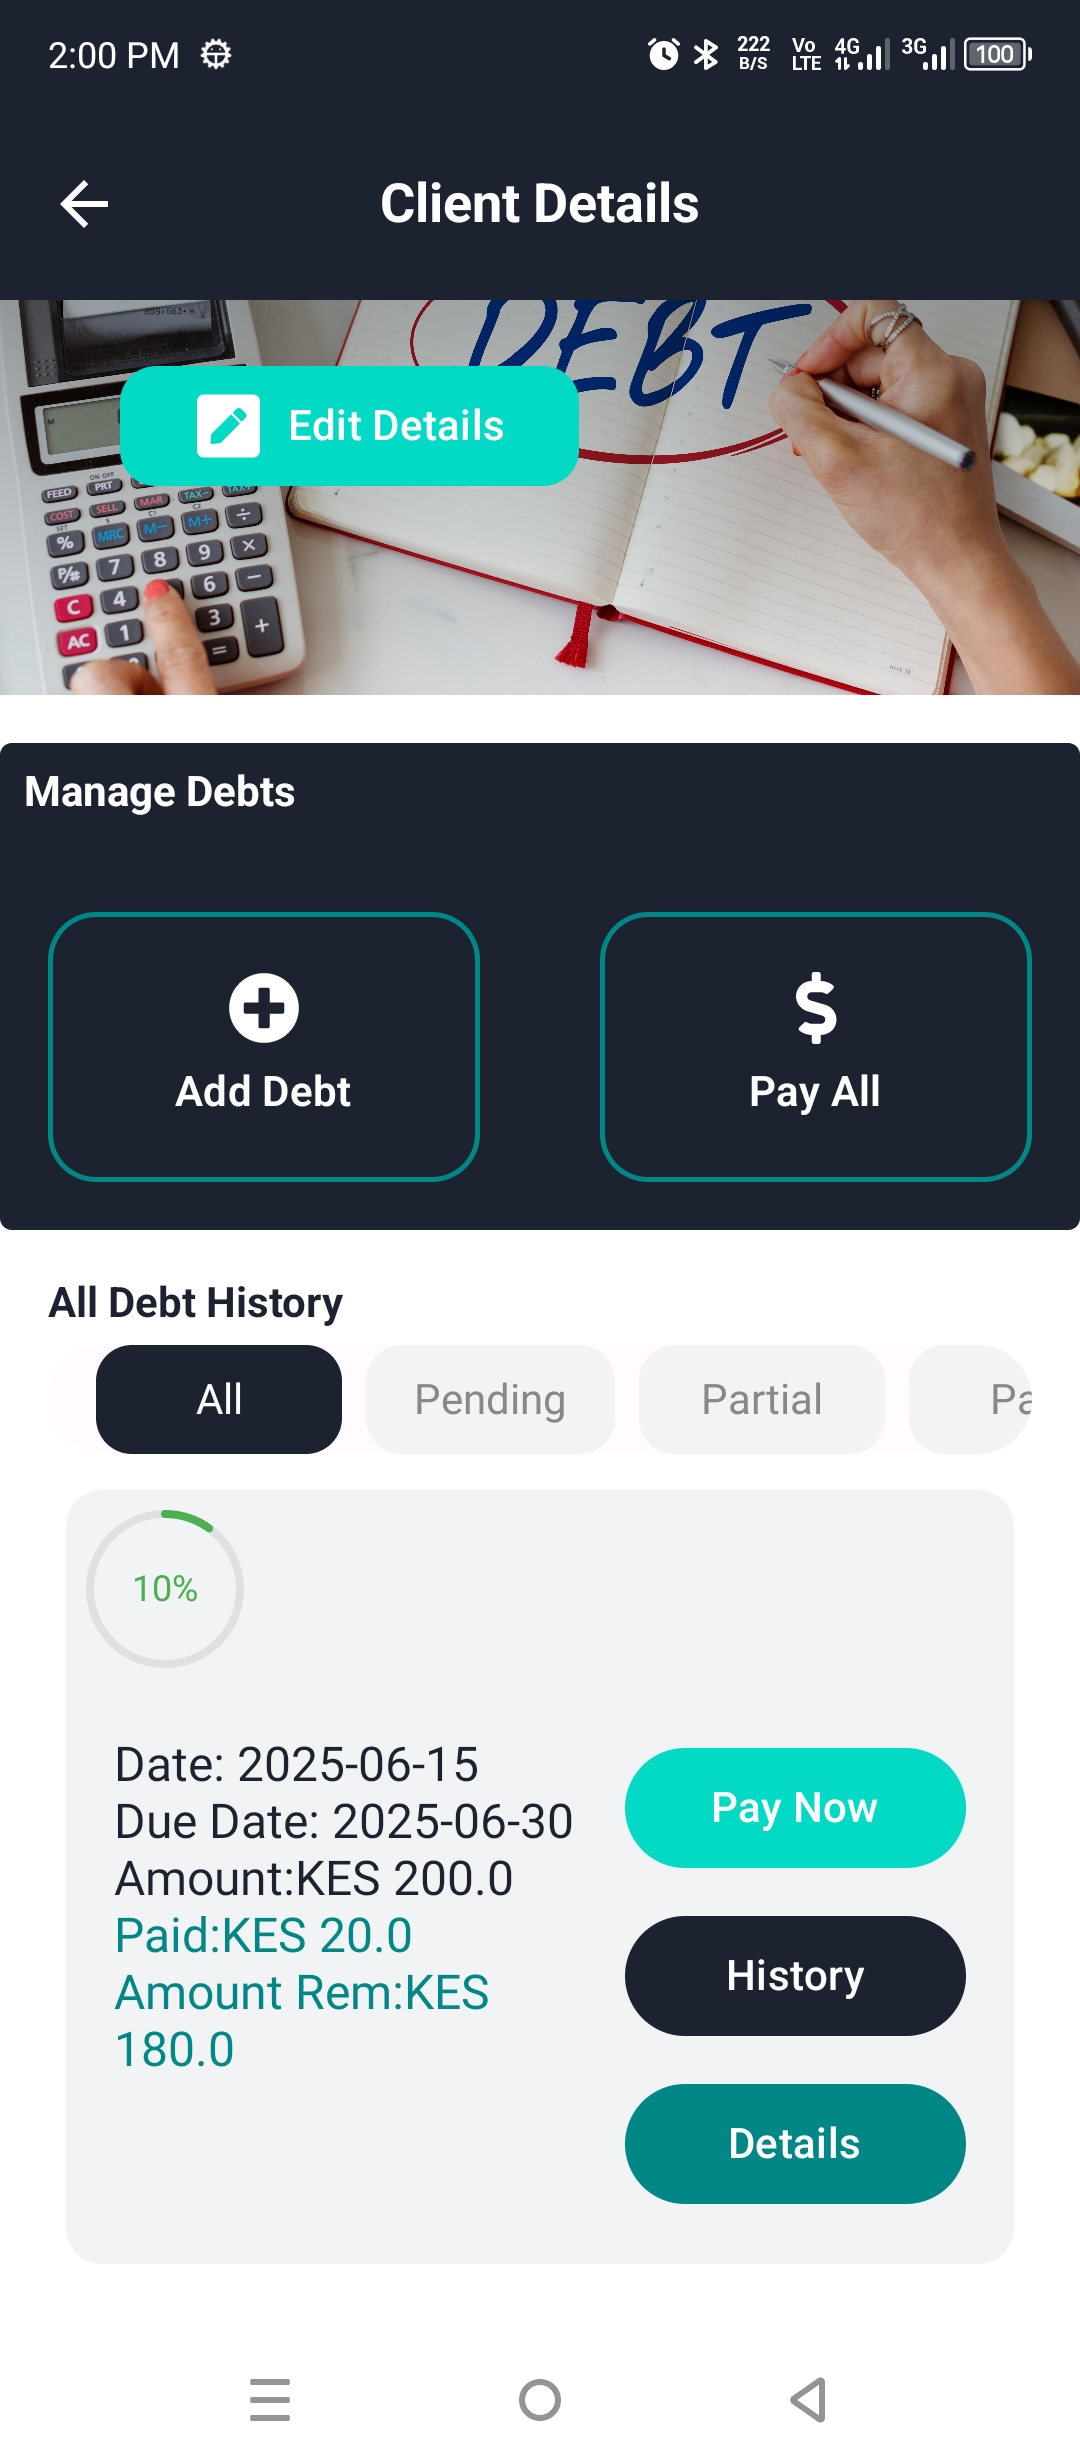 2:00 PM
222
B/S
Vo
LTE
4G
3G
100
Client Details
DEBT
Edit Details
ON OFF
FEED
PRT
COST
SELL
MAR
TAX-
TAX+
SET
% MRC M- M+ ÷
P/# 7 8 9 ×
C 4 6 -
AC 1 3 +
=
Manage Debts
Add Debt
Pay All
All Debt History
All
Pending
Partial
Pa
10%
Date: 2025-06-15
Due Date: 2025-06-30
Amount:KES 200.0
Paid:KES 20.0
Amount Rem:KES
180.0
Pay Now
History
Details